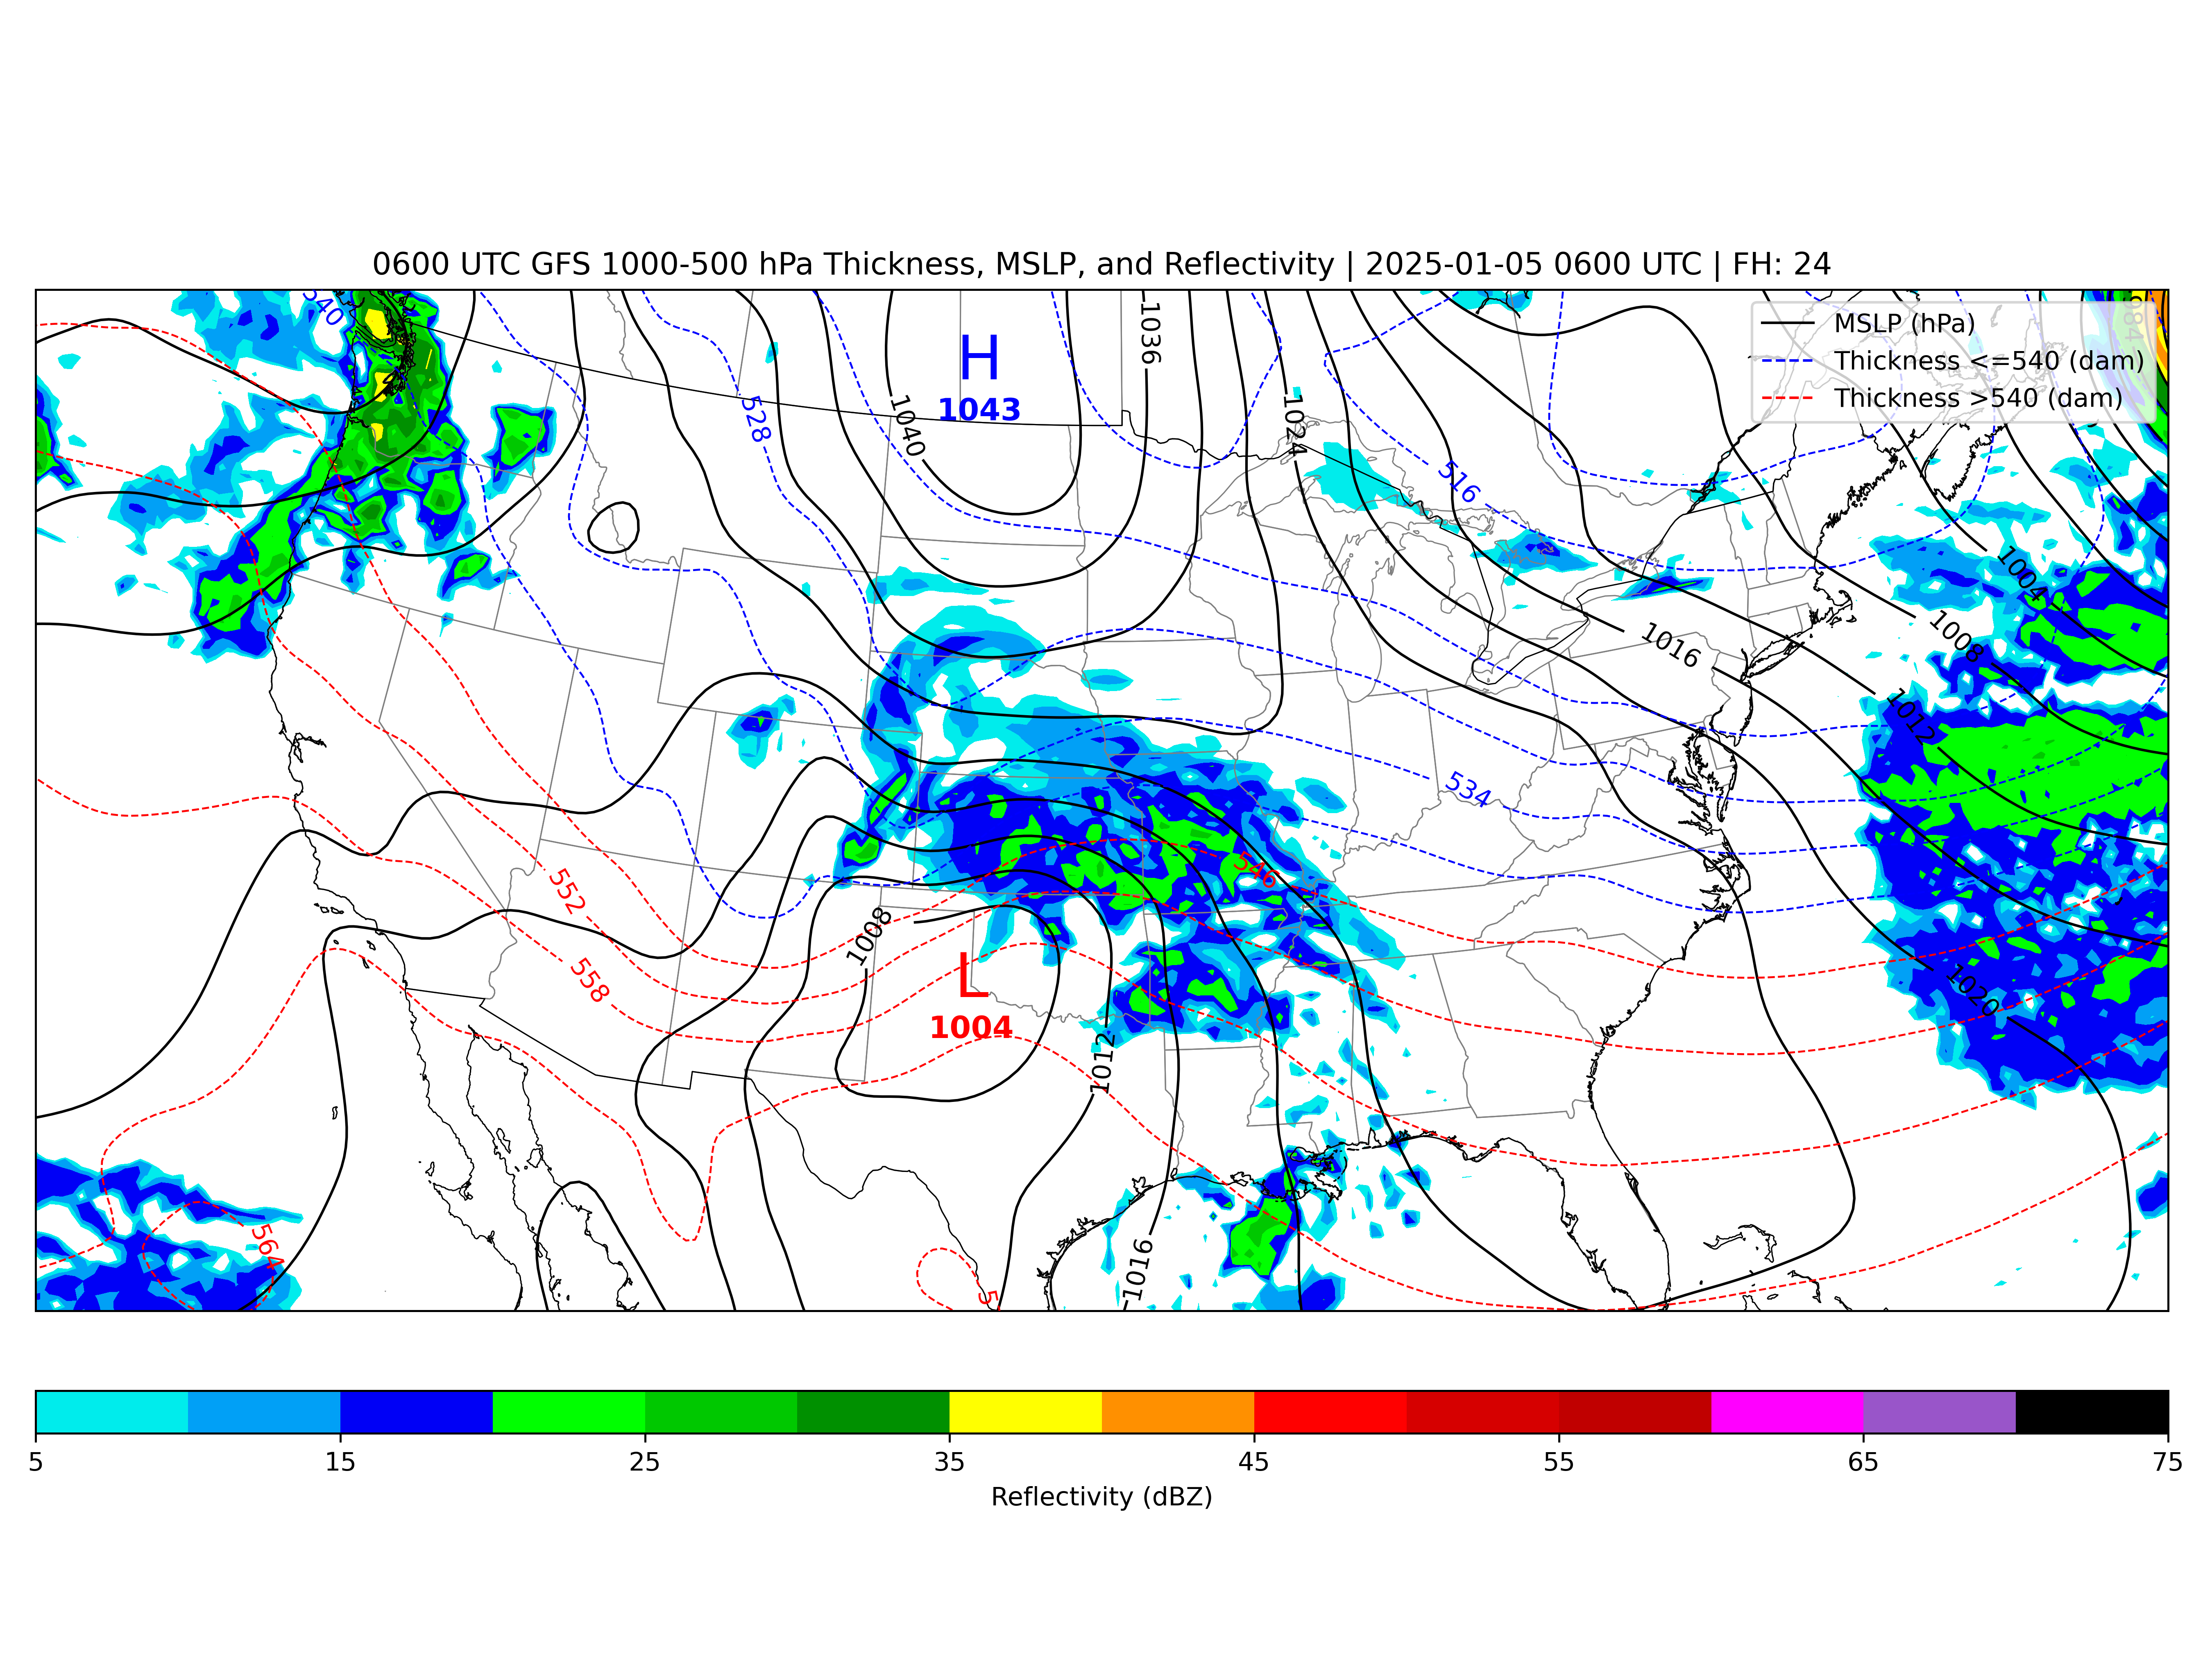 0600 UTC GFS 1000-500 hPa Thickness, MSLP, and Reflectivity | 2025-01-05 0600 UTC | FH: 24
540
1036
984
MSLP (hPa)
Thickness <=540 (dam)
Thickness >540 (dam)
H
1043
528
1040
1024
516
1004
1008
1016
1012
534
546
552
1008
558
L
1004
1020
1012
564
1016
5
5 15 25 35 45 55 65 75
Reflectivity (dBZ)